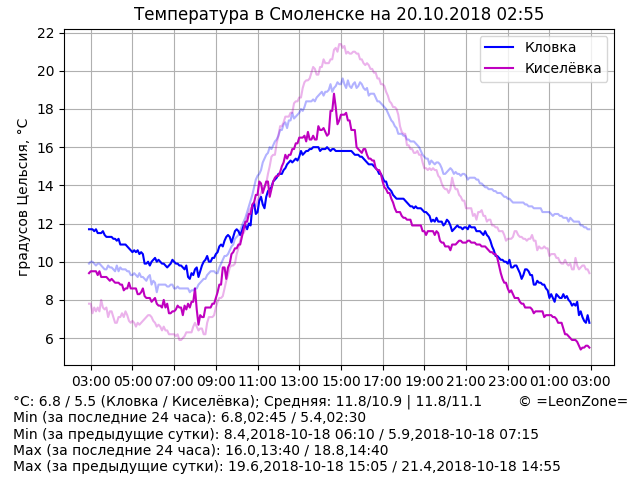 Температура в Смоленске на 20.10.2018 02:55
градусов Цельсия, °C
22
20
18
16
14
12
10
8
6
Кловка
Киселёвка
03:00 05:00 07:00 09:00 11:00 13:00 15:00 17:00 19:00 21:00 23:00 01:00 03:00
°C: 6.8 / 5.5 (Кловка / Киселёвка); Средняя: 11.8/10.9 | 11.8/11.1 © =LeonZone=
Min (за последние 24 часа): 6.8,02:45 / 5.4,02:30
Min (за предыдущие сутки): 8.4,2018-10-18 06:10 / 5.9,2018-10-18 07:15
Max (за последние 24 часа): 16.0,13:40 / 18.8,14:40
Max (за предыдущие сутки): 19.6,2018-10-18 15:05 / 21.4,2018-10-18 14:55